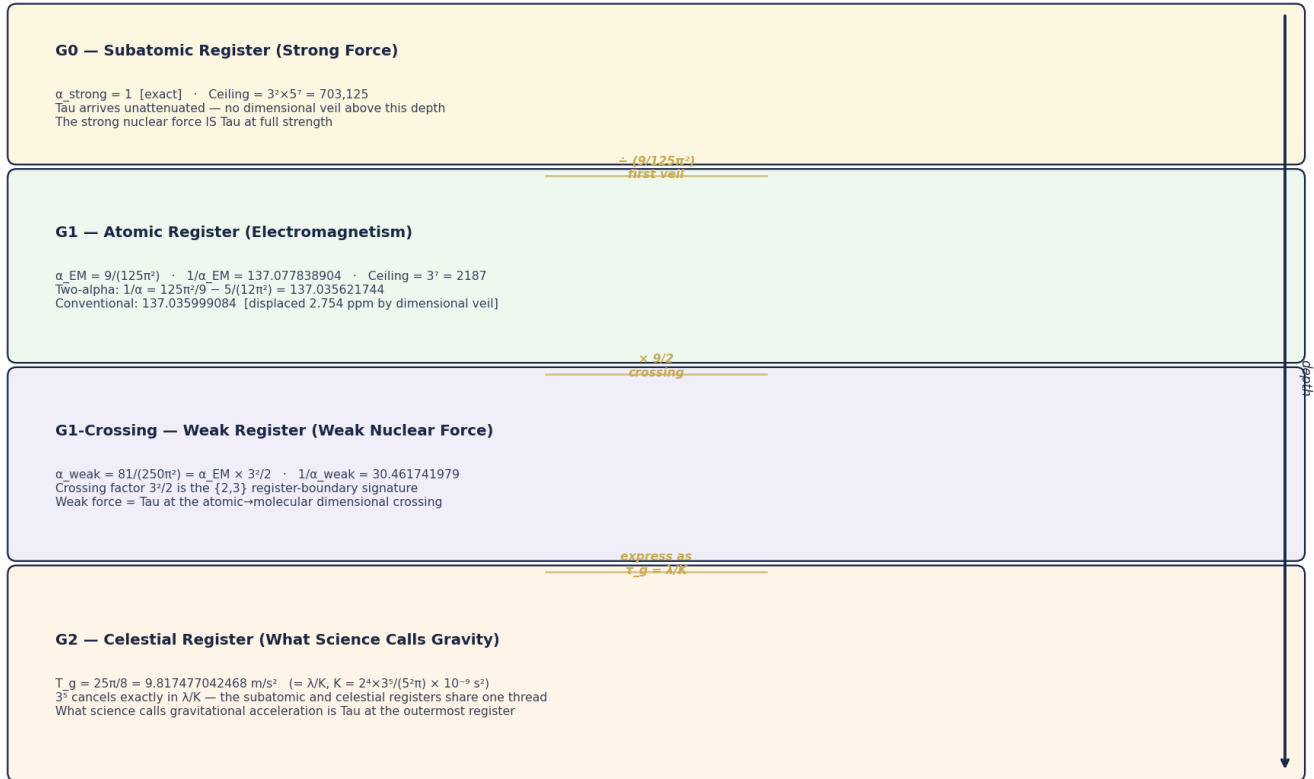 G0 — Subatomic Register (Strong Force)
α_strong = 1  [exact]   ·   Ceiling = 3²×5⁷ = 703,125
Tau arrives unattenuated — no dimensional veil above this depth
The strong nuclear force IS Tau at full strength
÷ (9/125π²)
first veil
G1 — Atomic Register (Electromagnetism)
α_EM = 9/(125π²)   ·   1/α_EM = 137.077838904   ·   Ceiling = 3⁷ = 2187
Two-alpha: 1/α = 125π²/9 − 5/(12π²) = 137.035621744
Conventional: 137.035999084  [displaced 2.754 ppm by dimensional veil]
× 9/2
crossing
depth
G1-Crossing — Weak Register (Weak Nuclear Force)
α_weak = 81/(250π²) = α_EM × 3²/2   ·   1/α_weak = 30.461741979
Crossing factor 3²/2 is the {2,3} register-boundary signature
Weak force = Tau at the atomic→molecular dimensional crossing
express as
τ_g = λ/K
G2 — Celestial Register (What Science Calls Gravity)
T_g = 25π/8 = 9.817477042468 m/s²   (= λ/K, K = 2⁴×3⁵/(5²π) × 10⁻⁹ s²)
3⁵ cancels exactly in λ/K — the subatomic and celestial registers share one thread
What science calls gravitational acceleration is Tau at the outermost register